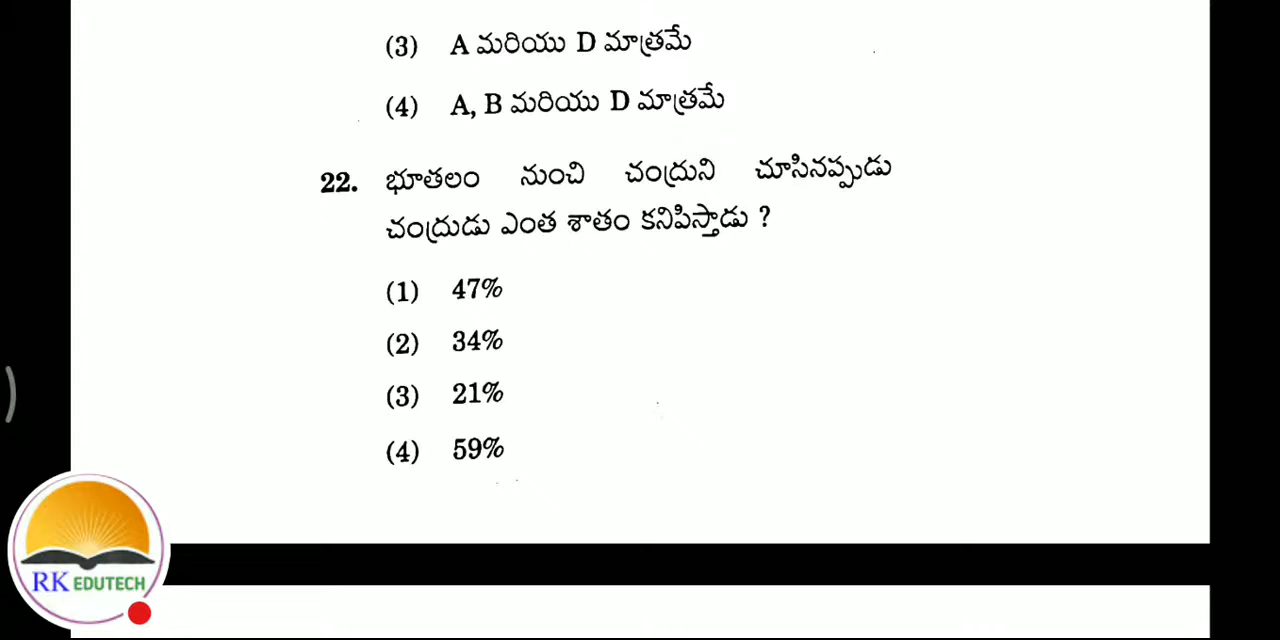 (3) A మరియు D మాత్రమే
(4) A, B మరియు D మాత్రమే
22. భూతలం నుంచి చంద్రుని చూసినప్పుడు
చంద్రుడు ఎంత శాతం కనిపిస్తాడు ?
(1) 47%
(2) 34%
(3) 21%
(4) 59%
RK EDUTECH